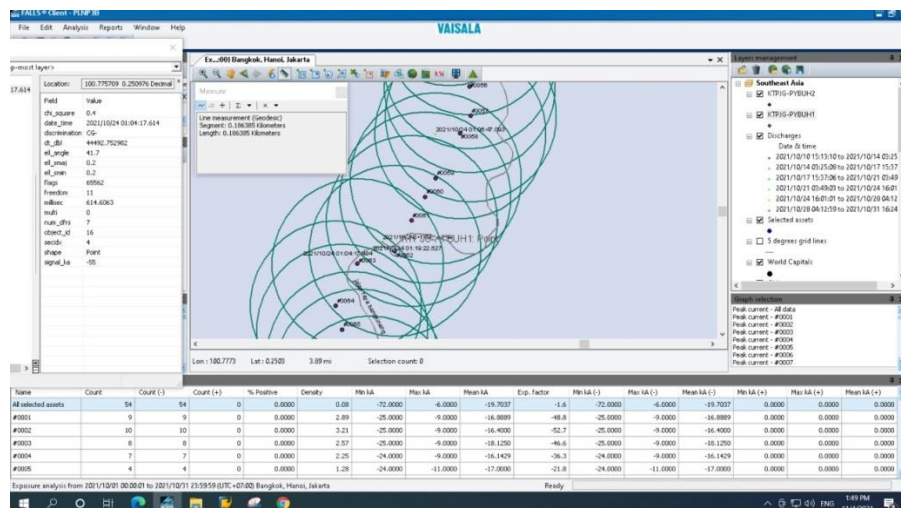 FALLS® Client - PLNP3B
File Edit Analysis Reports Window Help
VAISALA
p-most layer>
17.614
Location: 100.775709 0.250976 Decimal
Field Value
chi_square 0.4
date_time 2021/10/24 01:04:17.614
discrimination CG-
dt_dbl 44492.752982
ell_angle 41.7
ell_smaj 0.2
ell_smin 0.2
flags 65562
freedom 11
millisec 614.6063
multi 0
num_dfrs 7
object_id 16
secidx 4
shape Point
signal_ka -55
Ex...:00) Bangkok, Hanoi, Jakarta
Measure
Line measurement (Geodesic)
Segment: 0.186305 Kilometers
Length: 0.186305 Kilometers
#0056
#0057
#0058
#0059
#0060
#0061
#0062
#0063
#0064
#0065
Lon : 100.7773 Lat : 0.2503 3.89 mi Selection count: 0
Layers management
Southeast Asia
KTPJG-PYBUH2
KTPJG-PYBUH1
Discharges
Date & time
2021/10/10 15:13:10 to 2021/10/14 03:25
2021/10/14 03:25:08 to 2021/10/17 15:37
2021/10/17 15:37:06 to 2021/10/21 03:49
2021/10/21 03:49:03 to 2021/10/24 16:01
2021/10/24 16:01:01 to 2021/10/28 04:12
2021/10/28 04:12:59 to 2021/10/31 16:24
Selected assets
5 degrees grid lines
World Capitals
Graph selection
Peak current - All data
Peak current - #0001
Peak current - #0002
Peak current - #0003
Peak current - #0004
Peak current - #0005
Peak current - #0006
Peak current - #0007
Name Count Count (-) Count (+) % Positive Density Min kA Max kA Mean kA Exp. factor Min kA (-) Max kA (-) Mean kA (-) Min kA (+) Max kA (+) Mean kA (+)
All selected assets 54 54 0 0.0000 0.08 -72.0000 -6.0000 -19.7037 -1.6 -72.0000 -6.0000 -19.7037 0.0000 0.0000 0.0000
#0001 9 9 0 0.0000 2.89 -25.0000 -9.0000 -16.8889 -48.8 -25.0000 -9.0000 -16.8889 0.0000 0.0000 0.0000
#0002 10 10 0 0.0000 3.21 -25.0000 -9.0000 -16.4000 -52.7 -25.0000 -9.0000 -16.4000 0.0000 0.0000 0.0000
#0003 8 8 0 0.0000 2.57 -25.0000 -9.0000 -18.1250 -46.6 -25.0000 -9.0000 -18.1250 0.0000 0.0000 0.0000
#0004 7 7 0 0.0000 2.25 -24.0000 -9.0000 -16.1429 -36.3 -24.0000 -9.0000 -16.1429 0.0000 0.0000 0.0000
#0005 4 4 0 0.0000 1.28 -24.0000 -11.0000 -17.0000 -21.8 -24.0000 -11.0000 -17.0000 0.0000 0.0000 0.0000
Exposure analysis from 2021/10/01 00:00:01 to 2021/10/31 23:59:59 (UTC+07:00) Bangkok, Hanoi, Jakarta Ready
ENG 1:49 PM